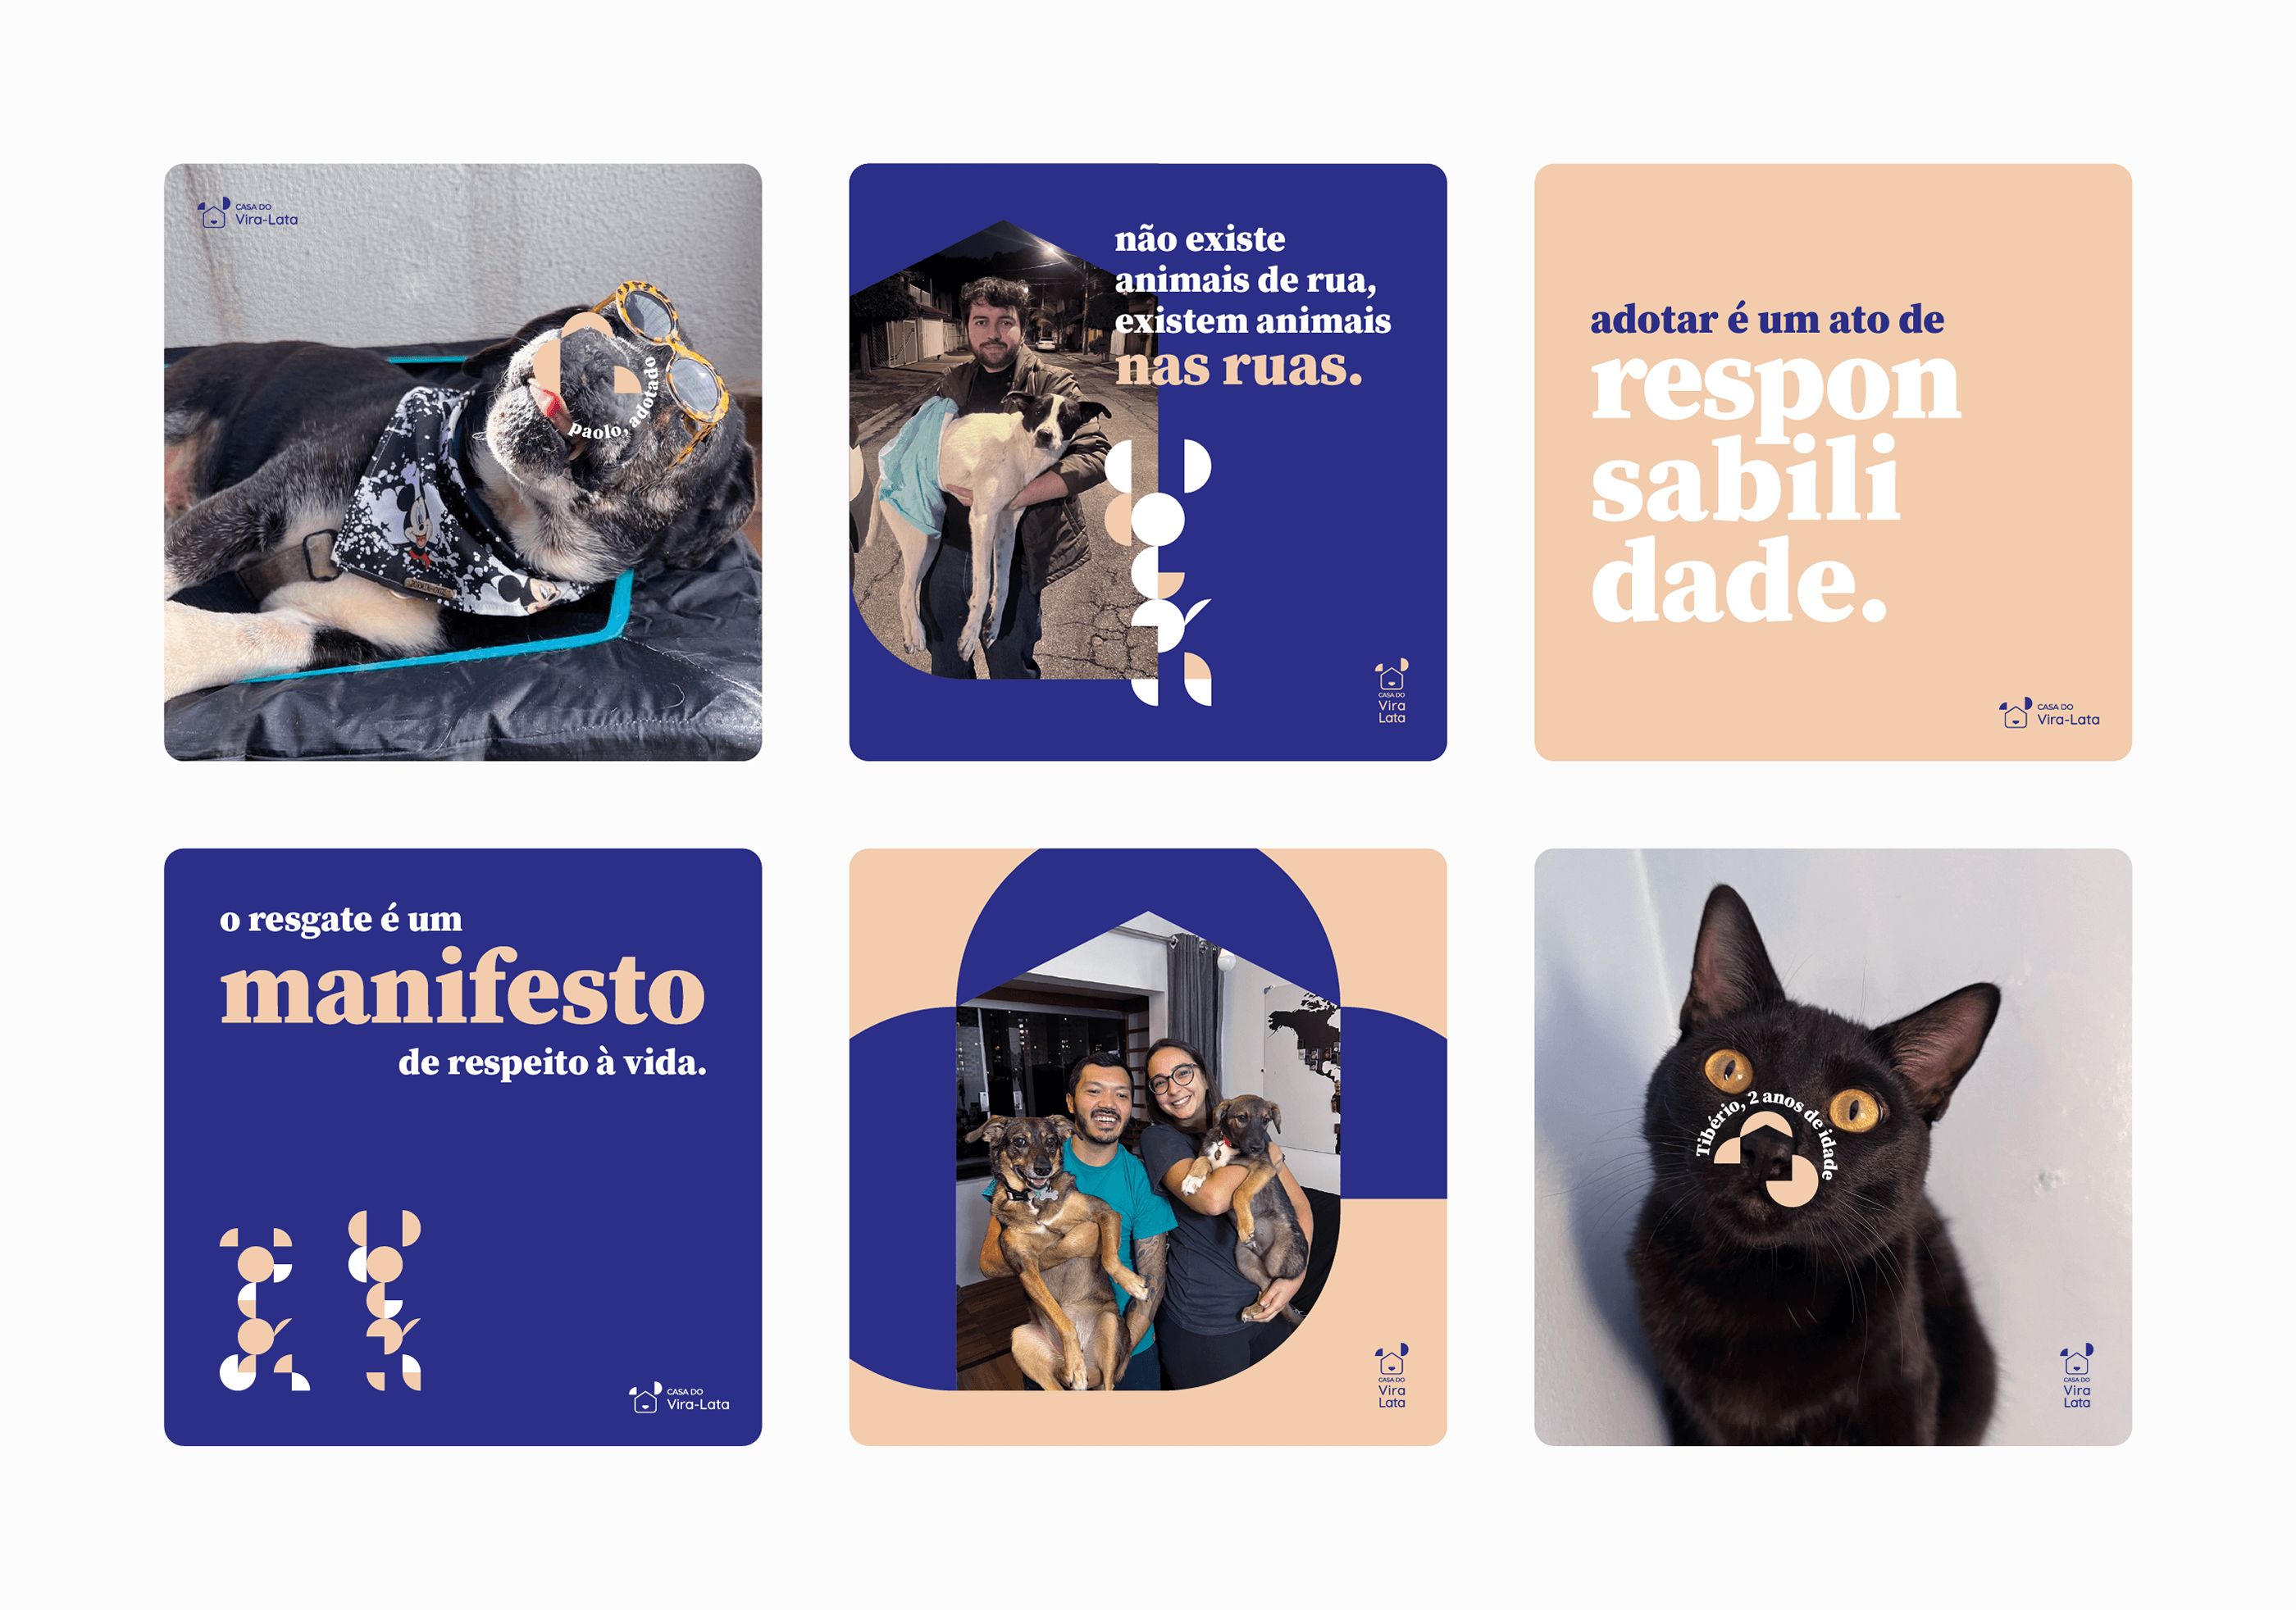 CASA DO
Vira-Lata
paolo, adotado
não existe
animais de rua,
existem animais
nas ruas.
CASA DO
Vira
Lata
adotar é um ato de
respon
sabili
dade.
CASA DO
Vira-Lata
o resgate é um
manifesto
de respeito à vida.
CASA DO
Vira-Lata
CASA DO
Vira
Lata
Tibério, 2 anos de idade
CASA DO
Vira
Lata